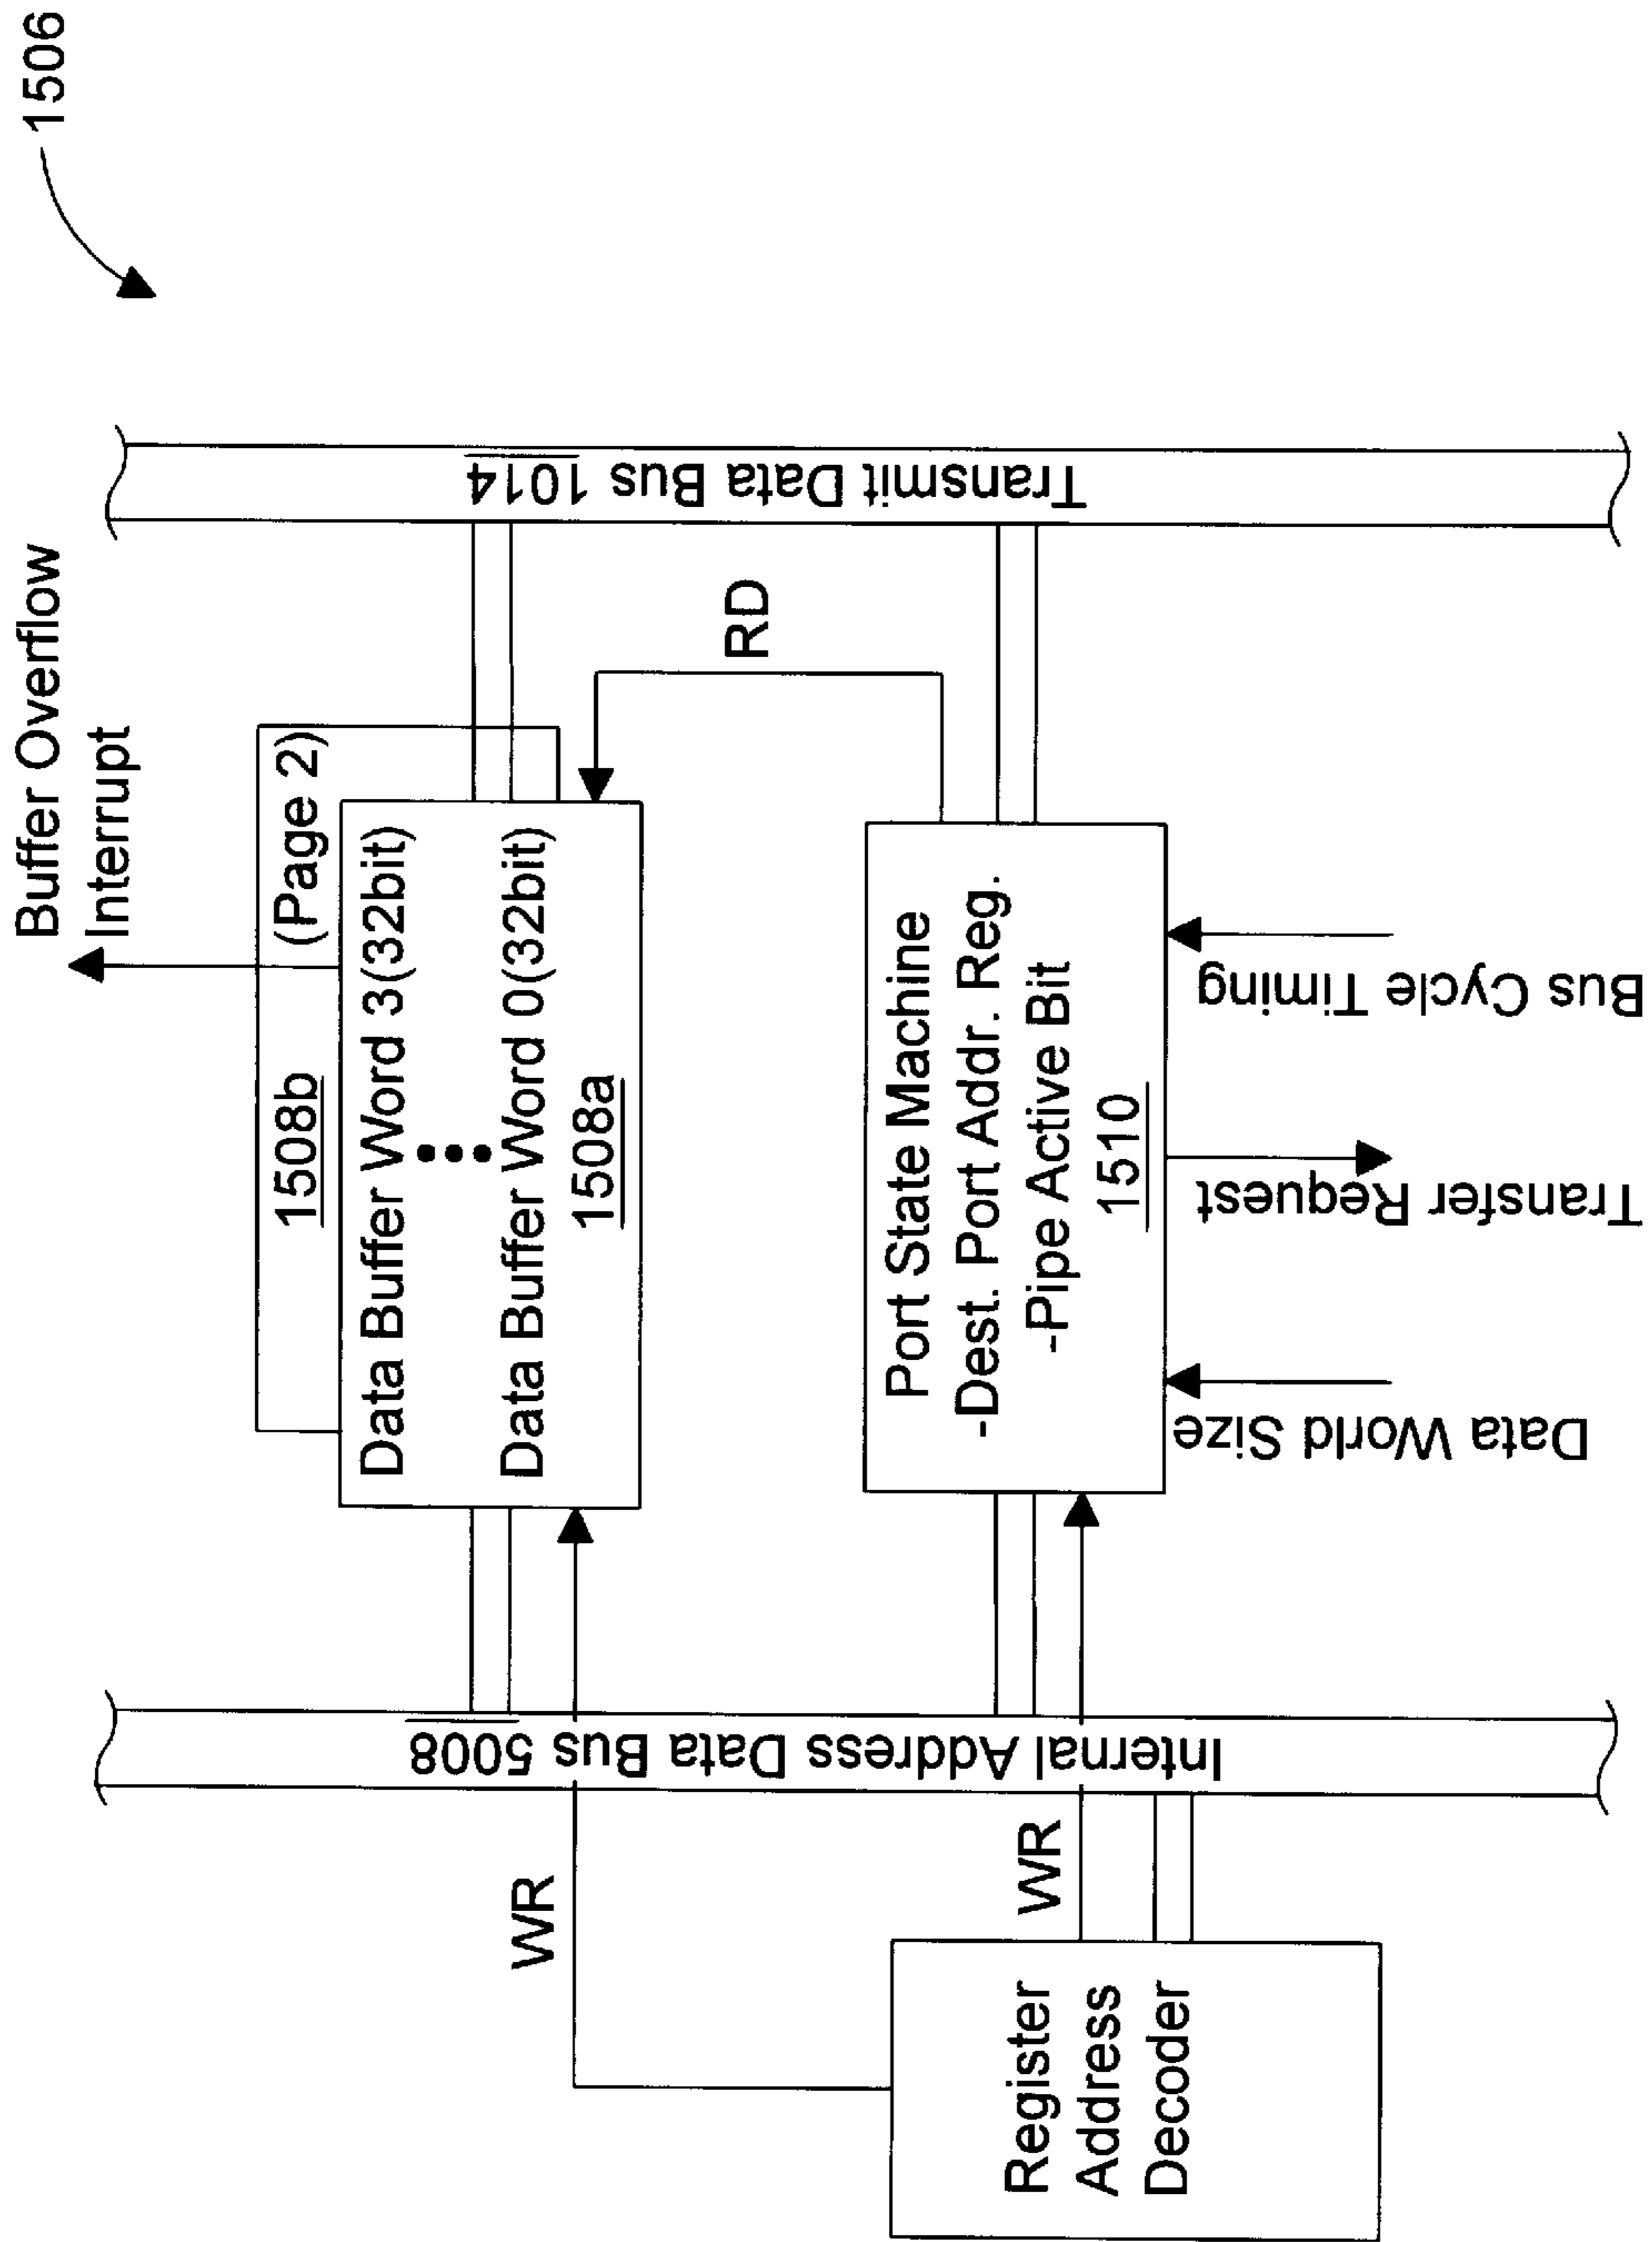 1506
Buffer Overflow
Interrupt
1508b
(Page 2)
Data Buffer Word 3(32bit)
Data Buffer Word 0(32bit)
1508a
WR
RD
Internal Address Data Bus 5008
Transmit Data Bus 1014
Register
Address
Decoder
WR
Port State Machine
-Dest. Port Addr. Reg.
-Pipe Active Bit
1510
Data World Size
Transfer Request
Bus Cycle Timing